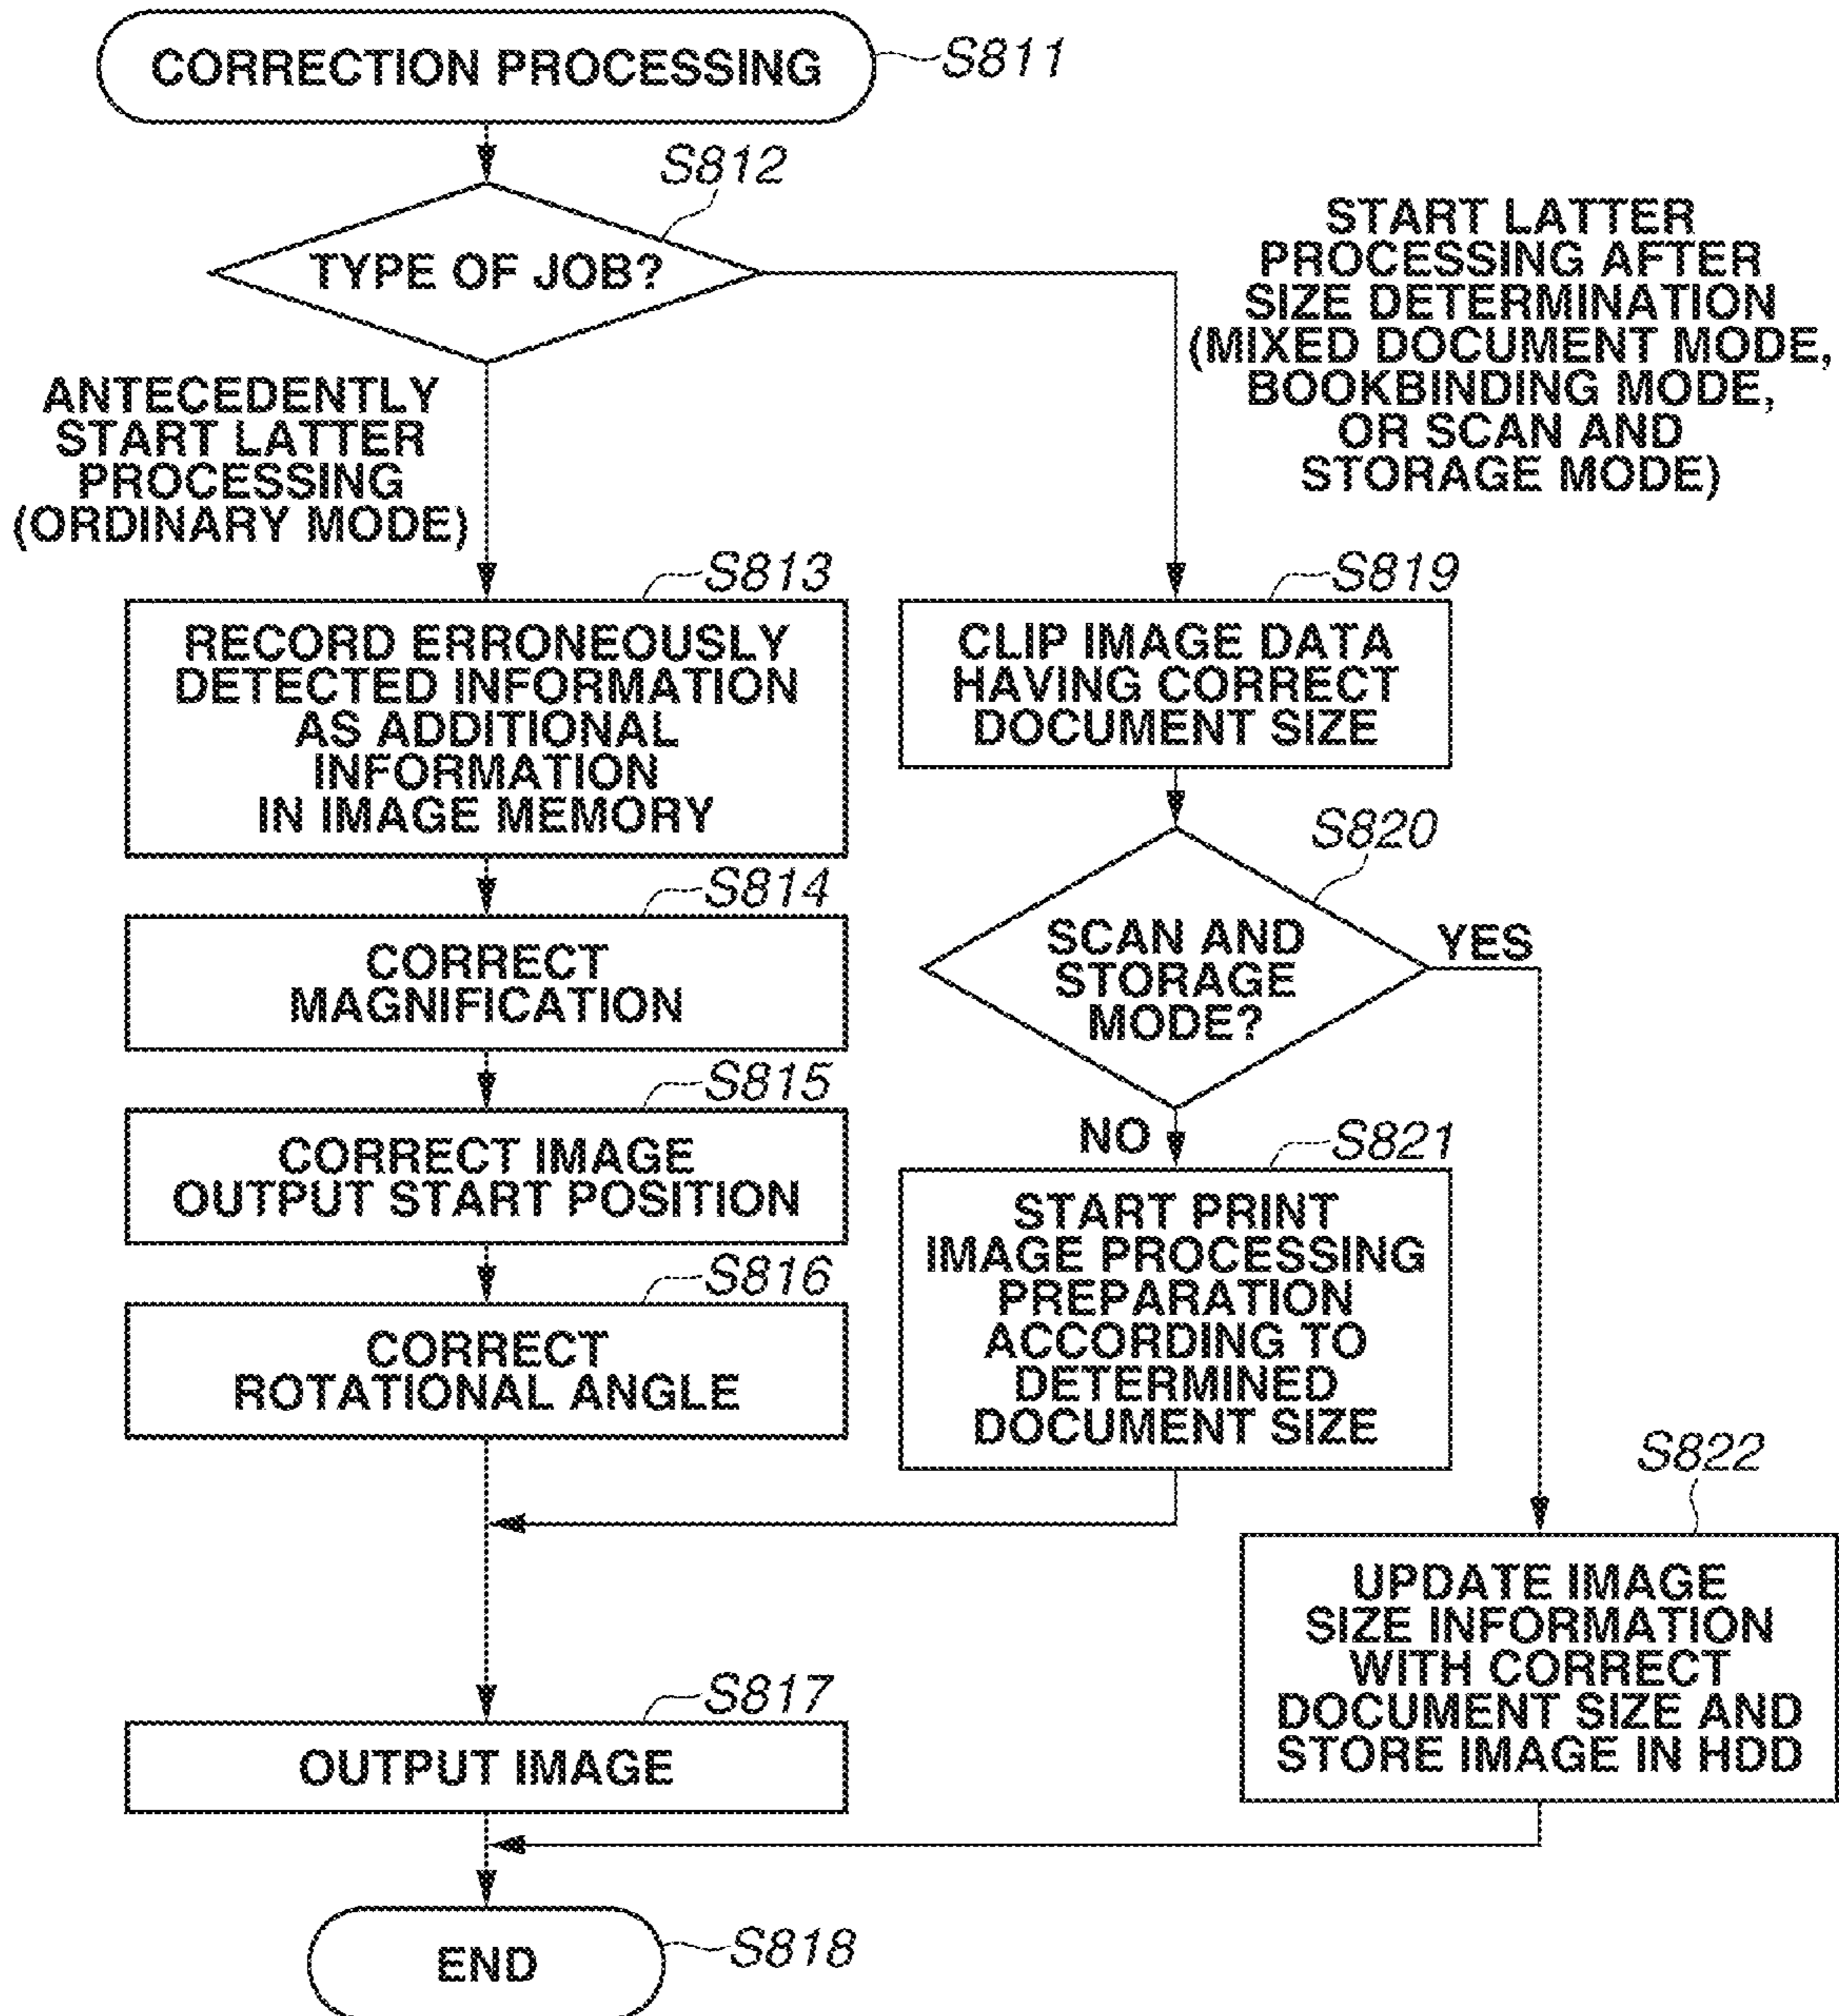 CORRECTION PROCESSING
S811
S812
TYPE OF JOB?
START LATTER
PROCESSING AFTER
SIZE DETERMINATION
(MIXED DOCUMENT MODE,
BOOKBINDING MODE,
OR SCAN AND
STORAGE MODE)
ANTECEDENTLY
START LATTER
PROCESSING
(ORDINARY MODE)
S813
RECORD ERRONEOUSLY
DETECTED INFORMATION
AS ADDITIONAL
INFORMATION
IN IMAGE MEMORY
S819
CLIP IMAGE DATA
HAVING CORRECT
DOCUMENT SIZE
S814
CORRECT
MAGNIFICATION
S820
SCAN AND
STORAGE
MODE?
YES
NO
S815
CORRECT IMAGE
OUTPUT START POSITION
S821
START PRINT
IMAGE PROCESSING
PREPARATION
ACCORDING TO
DETERMINED
DOCUMENT SIZE
S816
CORRECT
ROTATIONAL ANGLE
S822
UPDATE IMAGE
SIZE INFORMATION
WITH CORRECT
DOCUMENT SIZE AND
STORE IMAGE IN HDD
S817
OUTPUT IMAGE
END
S818